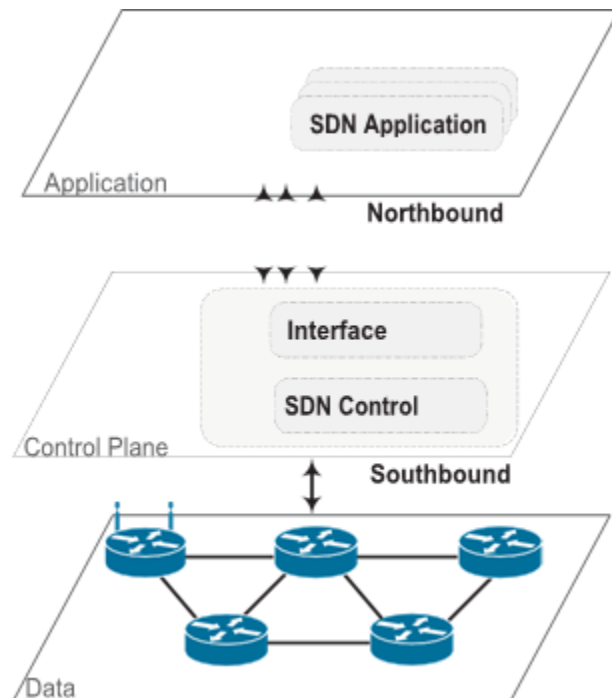 SDN Application
Application
Northbound
Interface
SDN Control
Control Plane
Southbound
Data